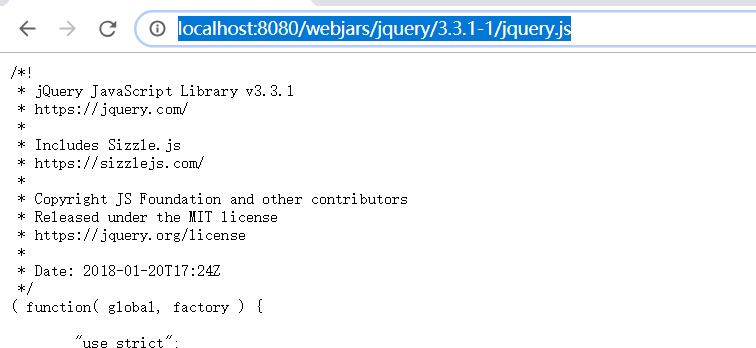 localhost:8080/webjars/jquery/3.3.1-1/jquery.js
/*!
 * jQuery JavaScript Library v3.3.1
 * https://jquery.com/
 *
 * Includes Sizzle.js
 * https://sizzlejs.com/
 *
 * Copyright JS Foundation and other contributors
 * Released under the MIT license
 * https://jquery.org/license
 *
 * Date: 2018-01-20T17:24Z
 */
( function( global, factory ) {
"use strict";